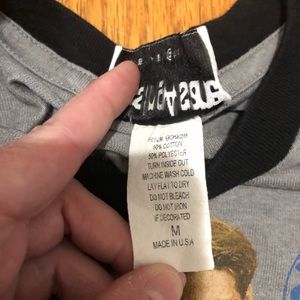 50% COTTON
50% POLYESTER
TURN INSIDE OUT
MACHINE WASH COLD
LAY FLAT TO DRY
DO NOT BLEACH
DO NOT IRON
IF DECORATED
M
MADE IN U.S.A